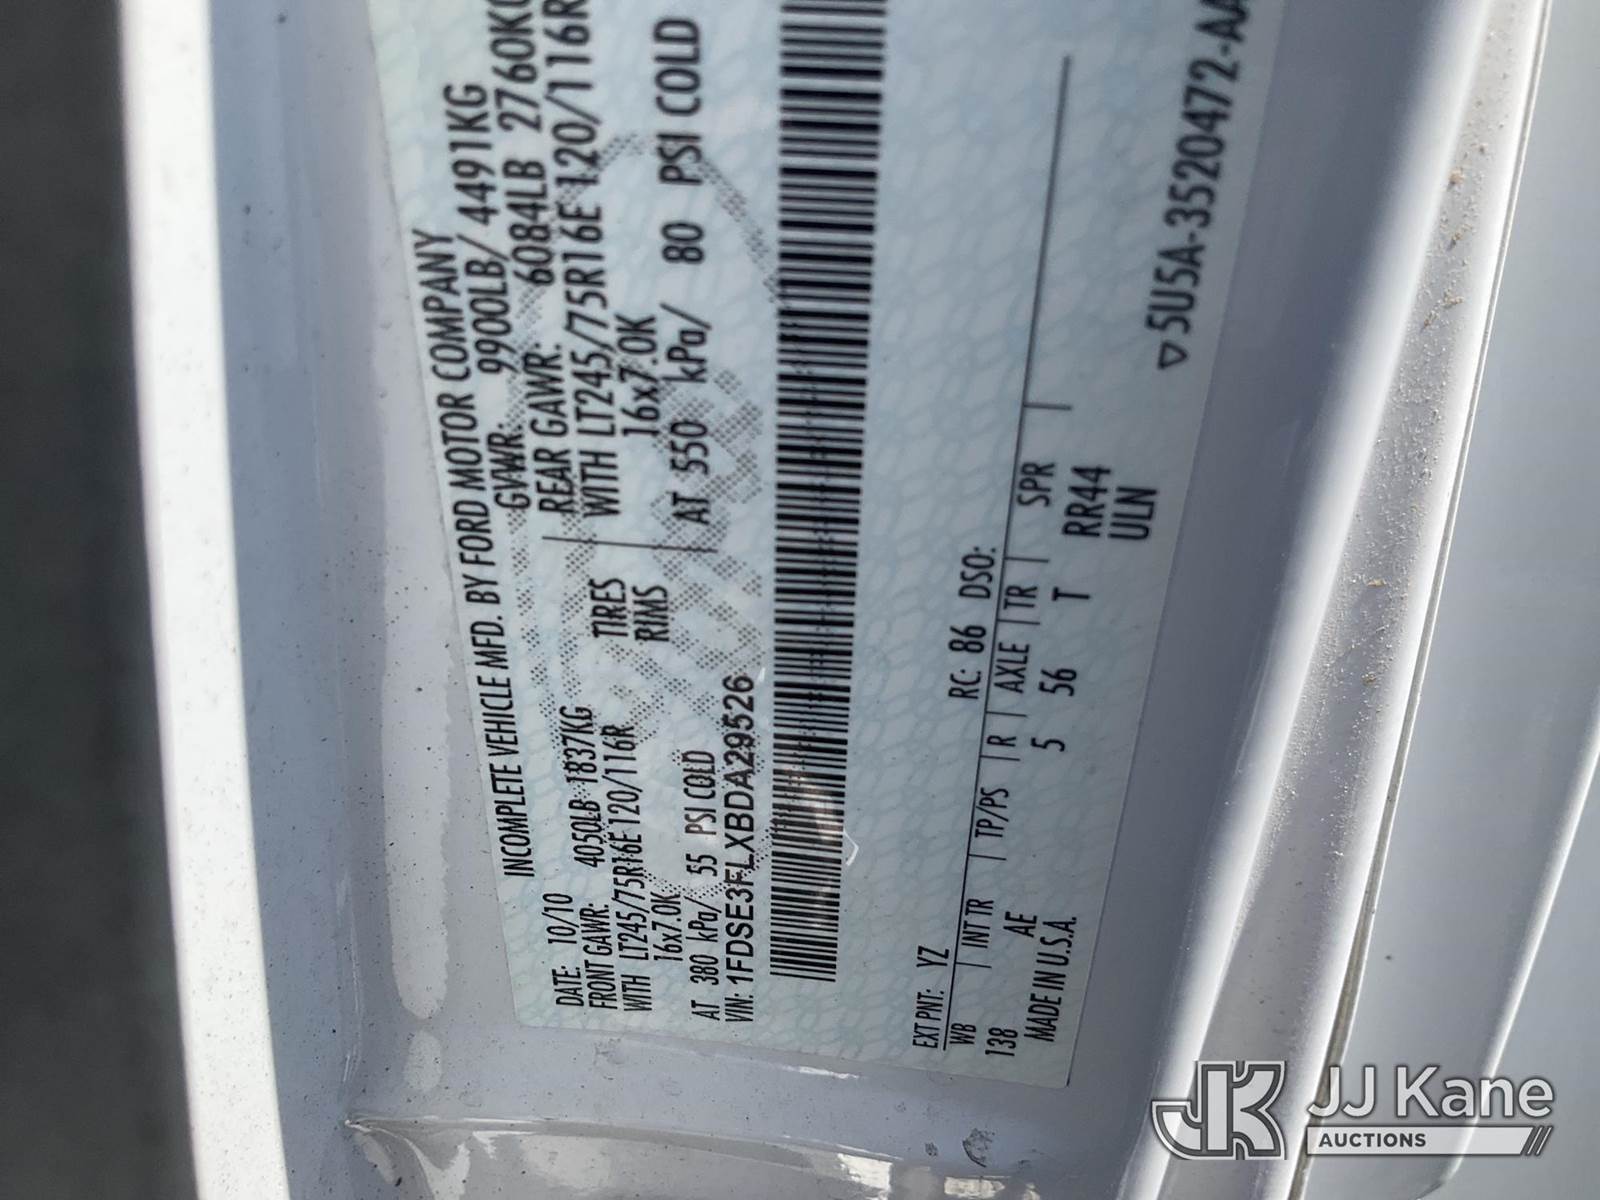 INCOMPLETE VEHICLE MFD. BY FORD MOTOR COMPANY
DATE: 10/10 GVWR: 9900LB/ 4491KG
FRONT GAWR: 4050LB 1837KG REAR GAWR: 6084LB 2760KG
WITH LT245/75R16E 120/116R TIRES WITH LT245/75R16E 120/116R
16x7.0K RIMS 16x7.0K
AT 380 kPa/ 55 PSI COLD AT 550 kPa/ 80 PSI COLD
VIN: 1FDSE3FLXBDA29526
EXT PNT: YZ RC: 86 DSO:
WB | INT TR | TP/PS | R | AXLE | TR | SPR |
138 AE 5 56 T RR44
MADE IN U.S.A. ULN
▽5U5A-3520472-AA
JK JJ Kane
AUCTIONS